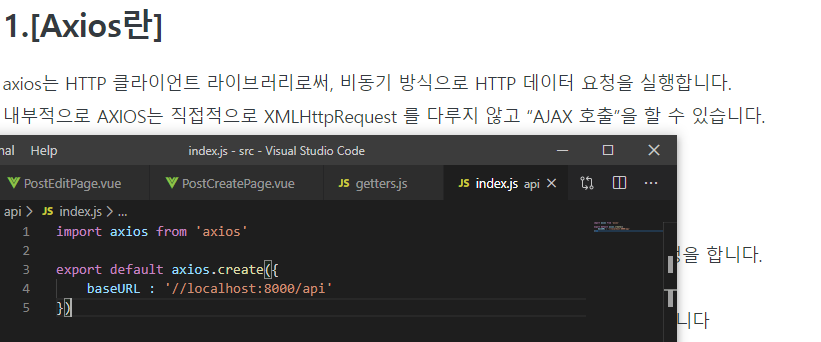 1.[Axios란]
axios는 HTTP 클라이언트 라이브러리로써, 비동기 방식으로 HTTP 데이터 요청을 실행합니다.
내부적으로 AXIOS는 직접적으로 XMLHttpRequest 를 다루지 않고 “AJAX 호출”을 할 수 있습니다.
nal Help index.js - src - Visual Studio Code
PostEditPage.vue PostCreatePage.vue JS getters.js JS index.js api
api > JS index.js > ...
1 import axios from 'axios'
2
3 export default axios.create({
4 baseURL : '//localhost:8000/api'
5 })
을 합니다.
니다